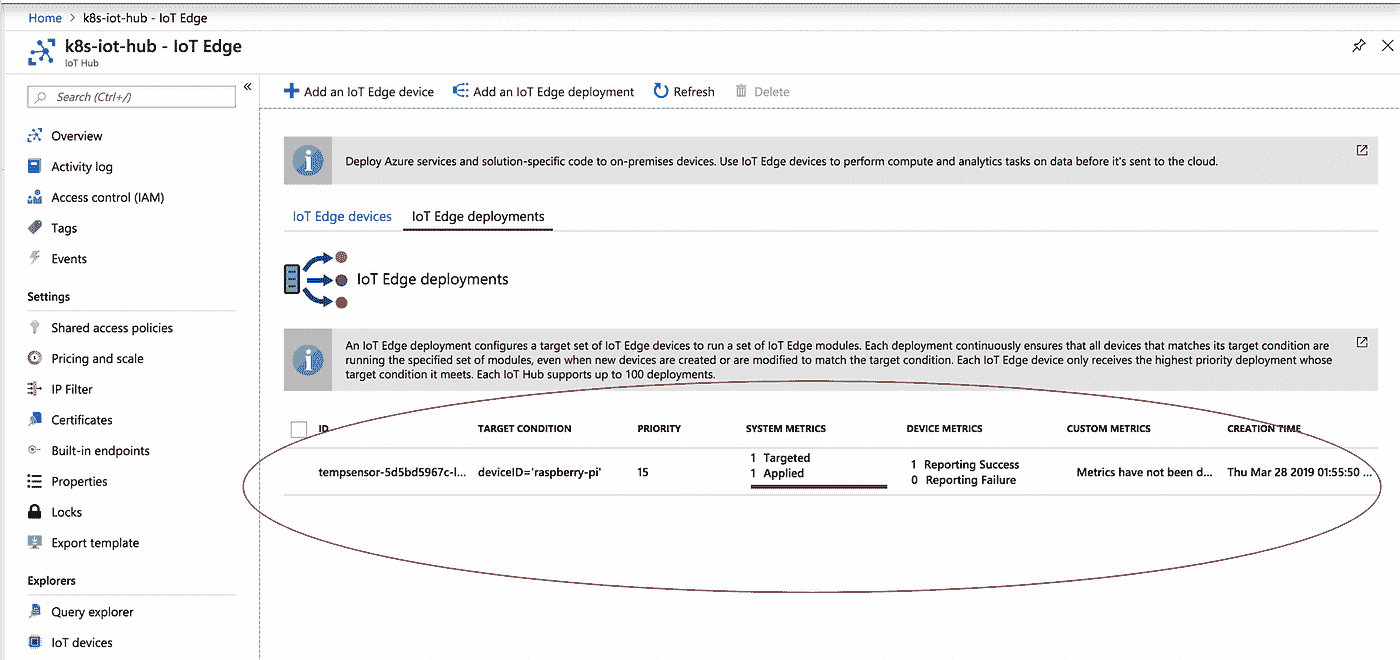 Home > k8s-iot-hub - IoT Edge
k8s-iot-hub - IoT Edge
IoT Hub
Search (Ctrl+/)
«
Overview
Activity log
Access control (IAM)
Tags
Events
Settings
Shared access policies
Pricing and scale
IP Filter
Certificates
Built-in endpoints
Properties
Locks
Export template
Explorers
Query explorer
IoT devices
Add an IoT Edge device Add an IoT Edge deployment Refresh Delete
Deploy Azure services and solution-specific code to on-premises devices. Use IoT Edge devices to perform compute and analytics tasks on data before it's sent to the cloud.
IoT Edge devices IoT Edge deployments
IoT Edge deployments
An IoT Edge deployment configures a target set of IoT Edge devices to run a set of IoT Edge modules. Each deployment continuously ensures that all devices that matches its target condition are
running the specified set of modules, even when new devices are created or are modified to match the target condition. Each IoT Edge device only receives the highest priority deployment whose
target condition it meets. Each IoT Hub supports up to 100 deployments.
ID TARGET CONDITION PRIORITY SYSTEM METRICS DEVICE METRICS CUSTOM METRICS CREATION TIME
tempsensor-5d5bd5967c-l... deviceID='raspberry-pi' 15 1 Targeted 1 Reporting Success Metrics have not been d... Thu Mar 28 2019 01:55:50 ...
1 Applied 0 Reporting Failure